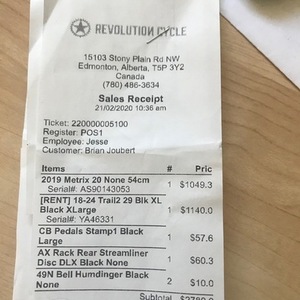 REVOLUTION CYCLE
15103 Stony Plain Rd NW
Edmonton, Alberta, T5P 3Y2
Canada
(780) 486-3634
Sales Receipt
21/02/2020 10:36 am
Ticket: 220000005100
Register: POS1
Employee: Jesse
Customer: Brian Joubert
Items # Pric
2019 Metrix 20 None 54cm 1 $1049.3
Serial#: AS90143053
[RENT] 18-24 Trail2 29 Blk XL 1 $1140.0
Black XLarge
Serial#: YA46331
CB Pedals Stamp1 Black 1 $57.6
Large
AX Rack Rear Streamliner 1 $60.3
Disc DLX Black None
49N Bell Humdinger Black 2 $10.0
None
Subtotal